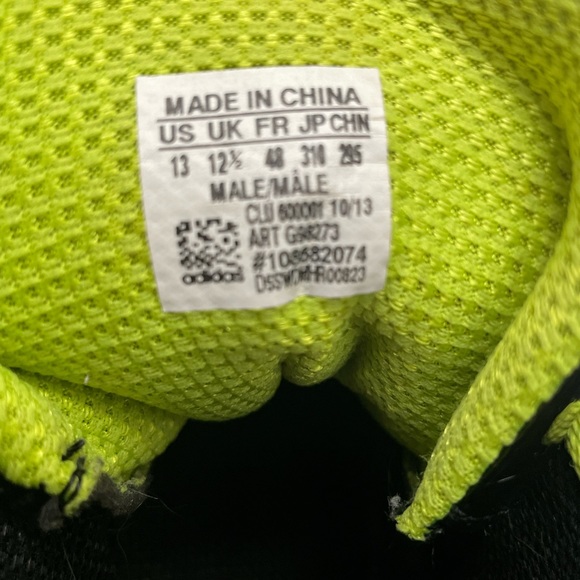 MADE IN CHINA
US UK FR JP CHN
13 12½ 48 310 295
MALE/MÂLE
CLU 600001 10/13
ART G98273
#108682074
adidas